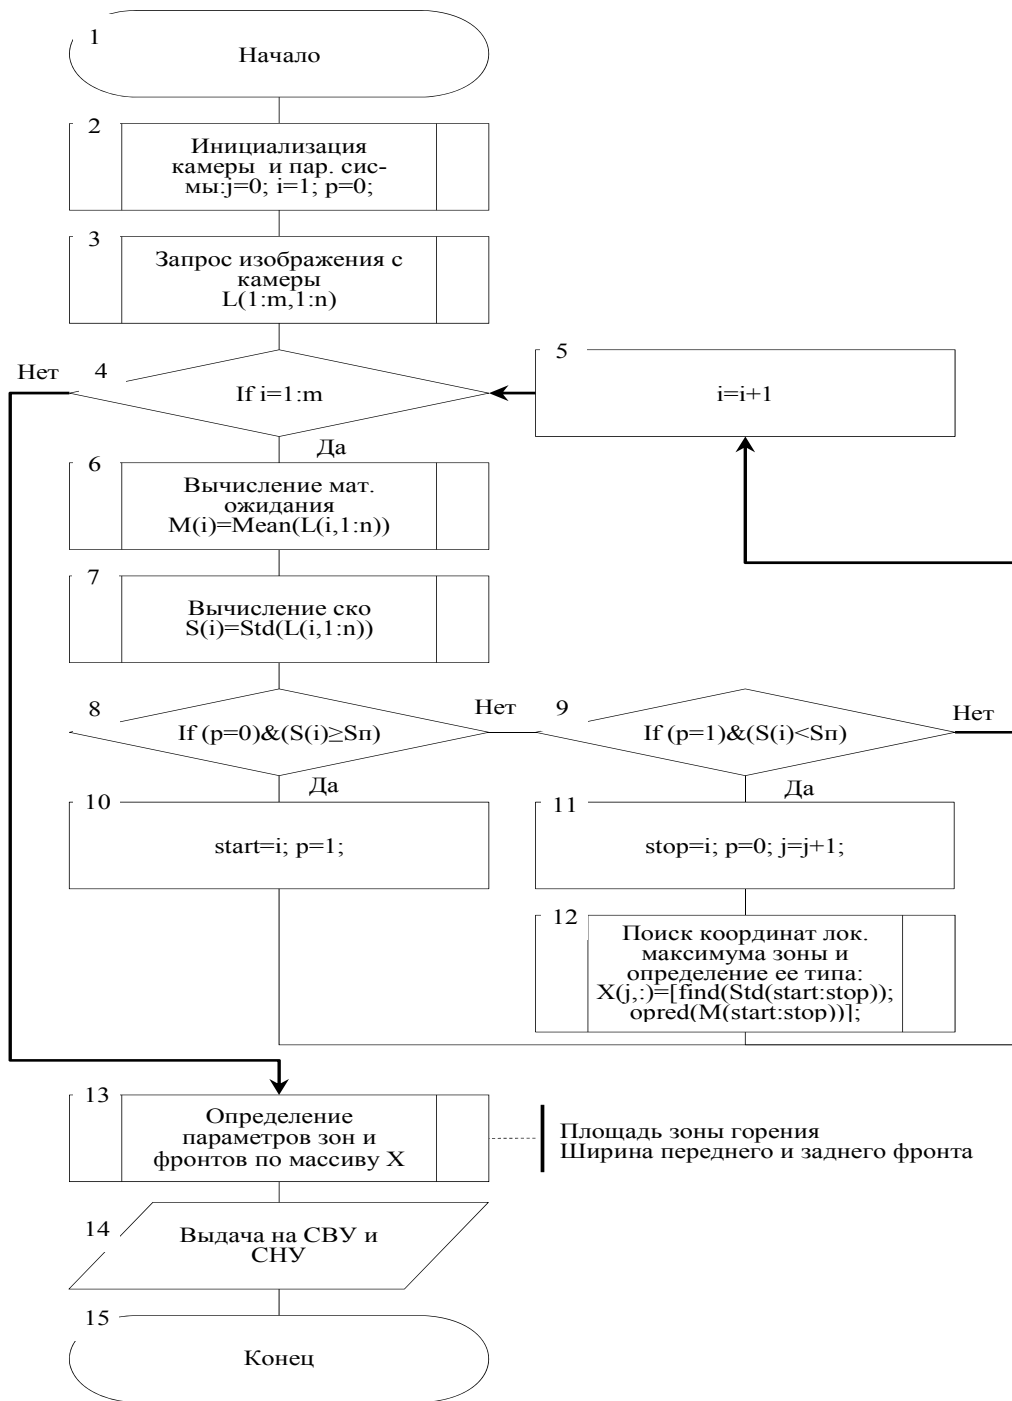 1
Начало
2
Инициализация
камеры и пар. сис-
мы:j=0; i=1; p=0;
3
Запрос изображения с
камеры
L(1:m,1:n)
Нет
4
If i=1:m
5
i=i+1
Да
6
Вычисление мат.
ожидания
M(i)=Mean(L(i,1:n))
7
Вычисление ско
S(i)=Std(L(i,1:n))
8
If (p=0)&(S(i)≥Sп)
Нет
9
If (p=1)&(S(i)<Sп)
Нет
Да
Да
10
start=i; p=1;
11
stop=i; p=0; j=j+1;
12
Поиск координат лок.
максимума зоны и
определение ее типа:
X(j,:)=[find(Std(start:stop));
opred(M(start:stop))];
13
Определение
параметров зон и
фронтов по массиву X
Площадь зоны горения
Ширина переднего и заднего фронта
14
Выдача на СВУ и
СНУ
15
Конец